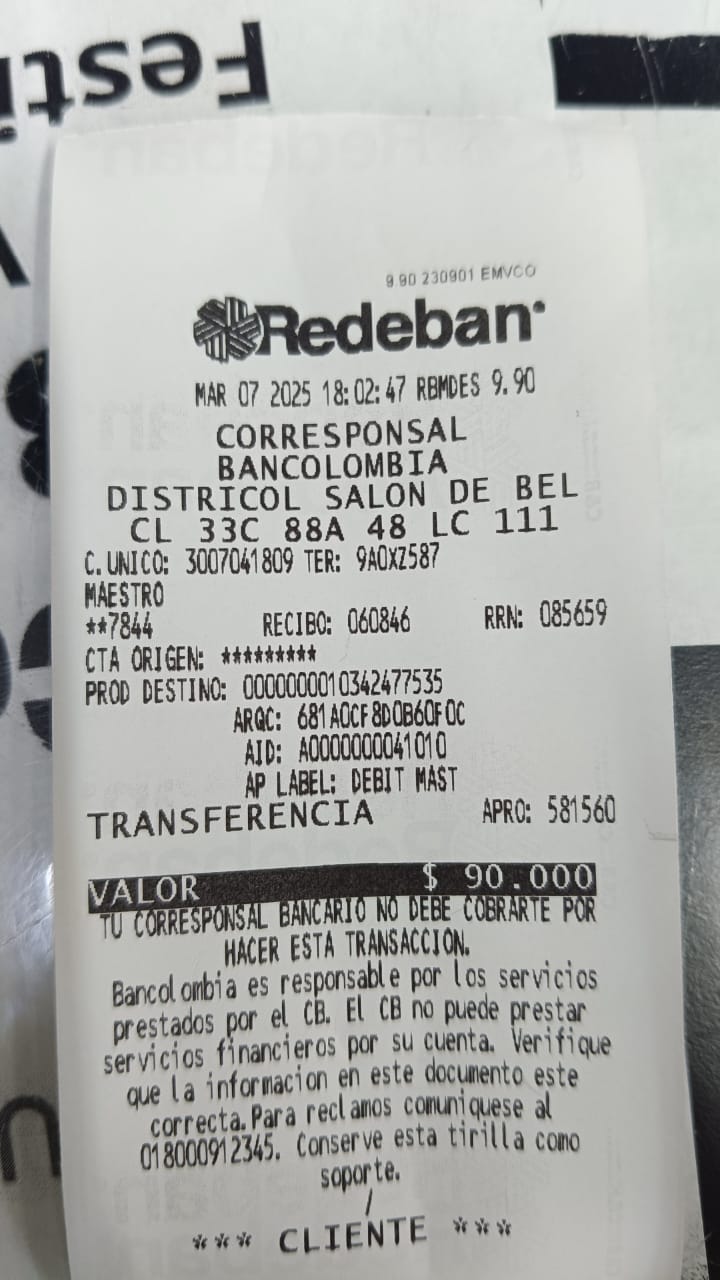 Festi
9.90 230901 EMVCO
Redeban
MAR 07 2025 18:02:47 RBMDES 9.90
CORRESPONSAL
BANCOLOMBIA
DISTRICOL SALON DE BEL
CL 33C 88A 48 LC 111
C.UNICO: 3007041809 TER: 9A0XZ587
MAESTRO
**7844 RECIBO: 060846 RRN: 085659
CTA ORIGEN: *********
PROD DESTINO: 0000000010342477535
ARQC: 681A0CF8D0B60F0C
AID: A0000000041010
AP LABEL: DEBIT MAST
TRANSFERENCIA APRO: 581560
VALOR $ 90.000
TU CORRESPONSAL BANCARIO NO DEBE COBRARTE POR
HACER ESTA TRANSACCION.
Bancolombia es responsable por los servicios
prestados por el CB. El CB no puede prestar
servicios financieros por su cuenta. Verifique
que la informacion en este documento este
correcta.Para reclamos comuniquese al
018000912345. Conserve esta tirilla como
soporte.
/
*** CLIENTE ***